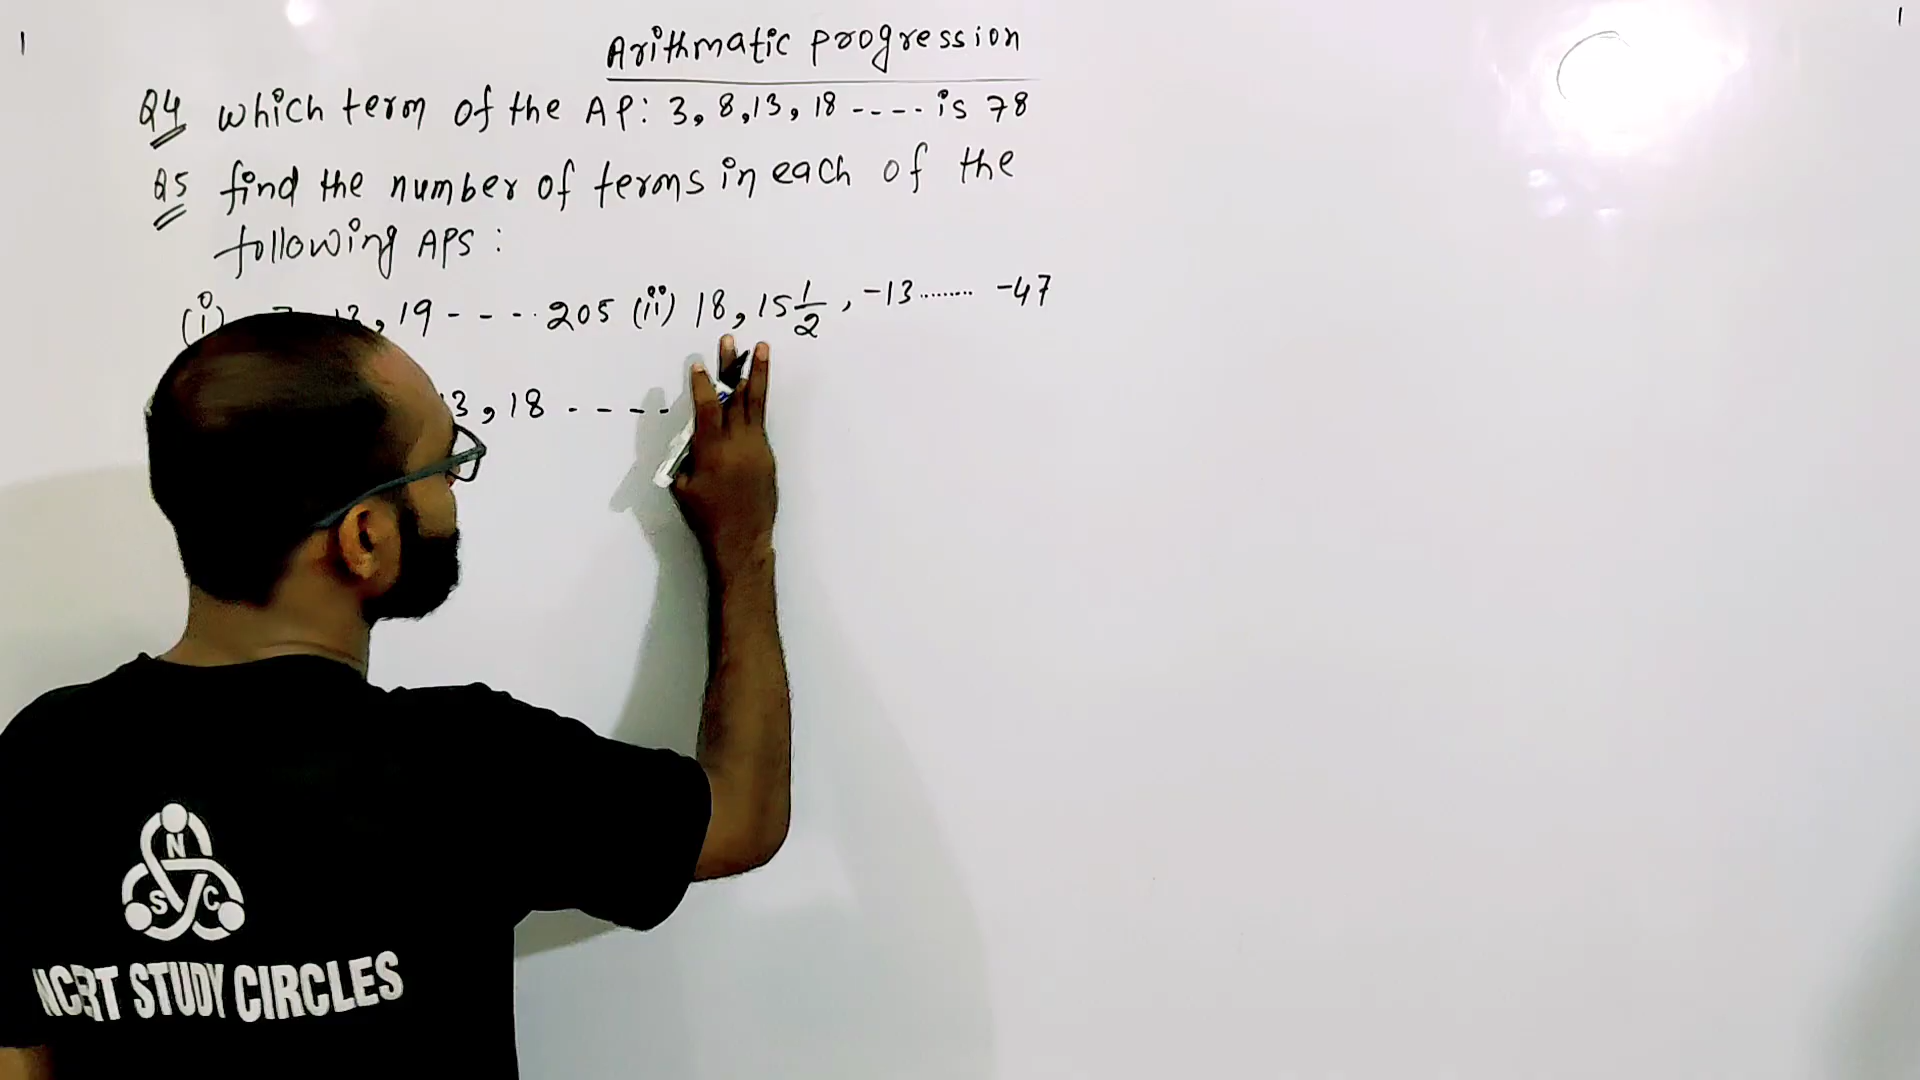 Arithmatic progression
Q4 which term of the AP: 3, 8, 13, 18 ---- is 78
Q5 find the number of terms in each of the
following APS :
(i) 19 - - - - 205 (ii) 18, 15 1/2, -13 ........ -47
3, 18 - - - -
N
S C
NCERT STUDY CIRCLES